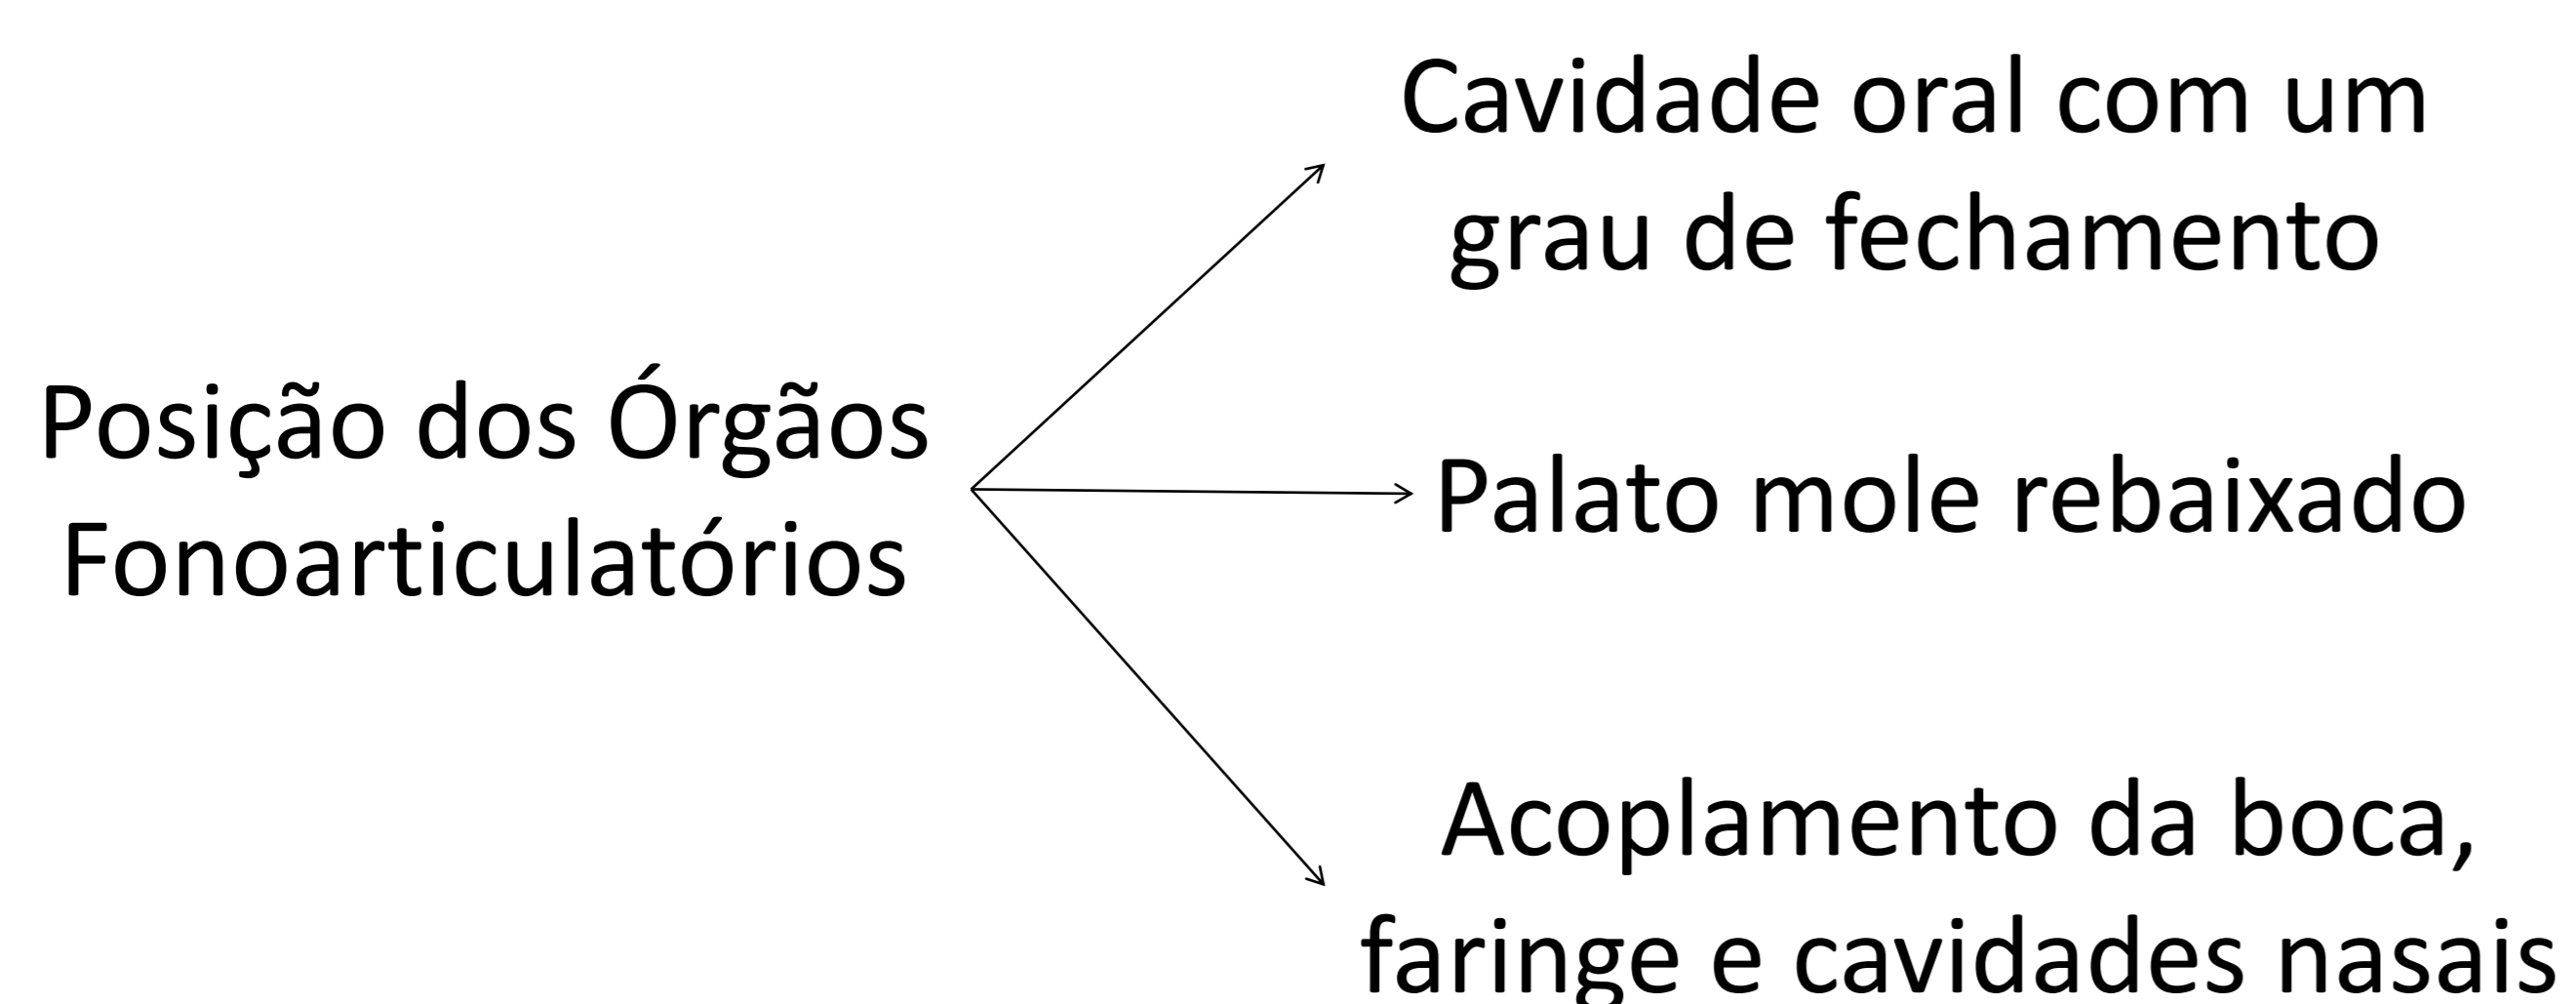 Posição dos Órgãos
Fonoarticulatórios
Cavidade oral com um
grau de fechamento
Palato mole rebaixado
Acoplamento da boca,
faringe e cavidades nasais